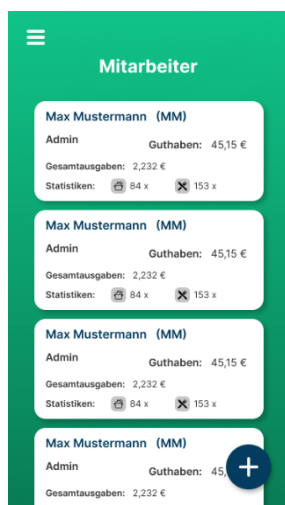 Mitarbeiter
Max Mustermann (MM)
Admin
Guthaben: 45,15 €
Gesamtausgaben: 2,232 €
Statistiken: 84 x 153 x
Max Mustermann (MM)
Admin
Guthaben: 45,15 €
Gesamtausgaben: 2,232 €
Statistiken: 84 x 153 x
Max Mustermann (MM)
Admin
Guthaben: 45,15 €
Gesamtausgaben: 2,232 €
Statistiken: 84 x 153 x
Max Mustermann (MM)
Admin
Guthaben: 45,
Gesamtausgaben: 2,232 €